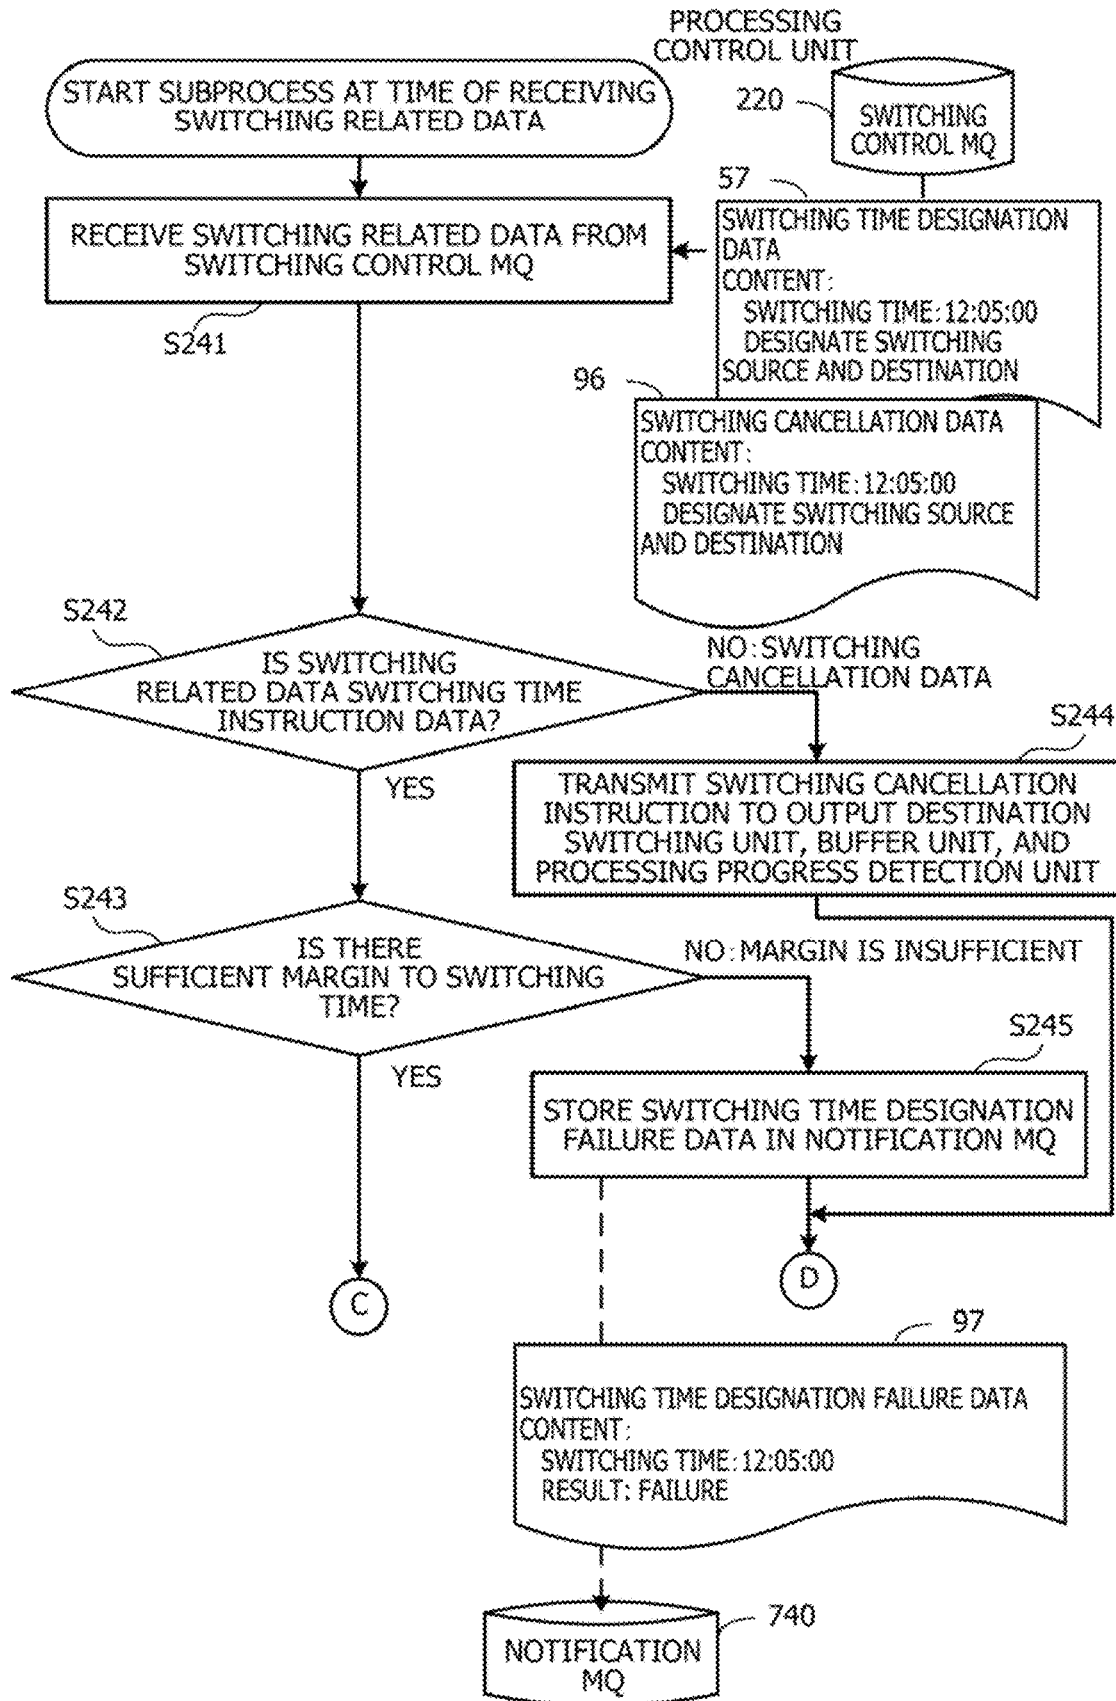 PROCESSING
CONTROL UNIT
START SUBPROCESS AT TIME OF RECEIVING
SWITCHING RELATED DATA
220
SWITCHING
CONTROL MQ
57
RECEIVE SWITCHING RELATED DATA FROM
SWITCHING CONTROL MQ
S241
SWITCHING TIME DESIGNATION
DATA
CONTENT:
SWITCHING TIME:12:05:00
DESIGNATE SWITCHING
SOURCE AND DESTINATION
96
SWITCHING CANCELLATION DATA
CONTENT:
SWITCHING TIME:12:05:00
DESIGNATE SWITCHING SOURCE
AND DESTINATION
S242
IS SWITCHING
RELATED DATA SWITCHING TIME
INSTRUCTION DATA?
NO:SWITCHING
CANCELLATION DATA
YES
S244
TRANSMIT SWITCHING CANCELLATION
INSTRUCTION TO OUTPUT DESTINATION
SWITCHING UNIT, BUFFER UNIT, AND
PROCESSING PROGRESS DETECTION UNIT
S243
IS THERE
SUFFICIENT MARGIN TO SWITCHING
TIME?
NO:MARGIN IS INSUFFICIENT
YES
S245
STORE SWITCHING TIME DESIGNATION
FAILURE DATA IN NOTIFICATION MQ
C
D
97
SWITCHING TIME DESIGNATION FAILURE DATA
CONTENT:
SWITCHING TIME:12:05:00
RESULT: FAILURE
740
NOTIFICATION
MQ